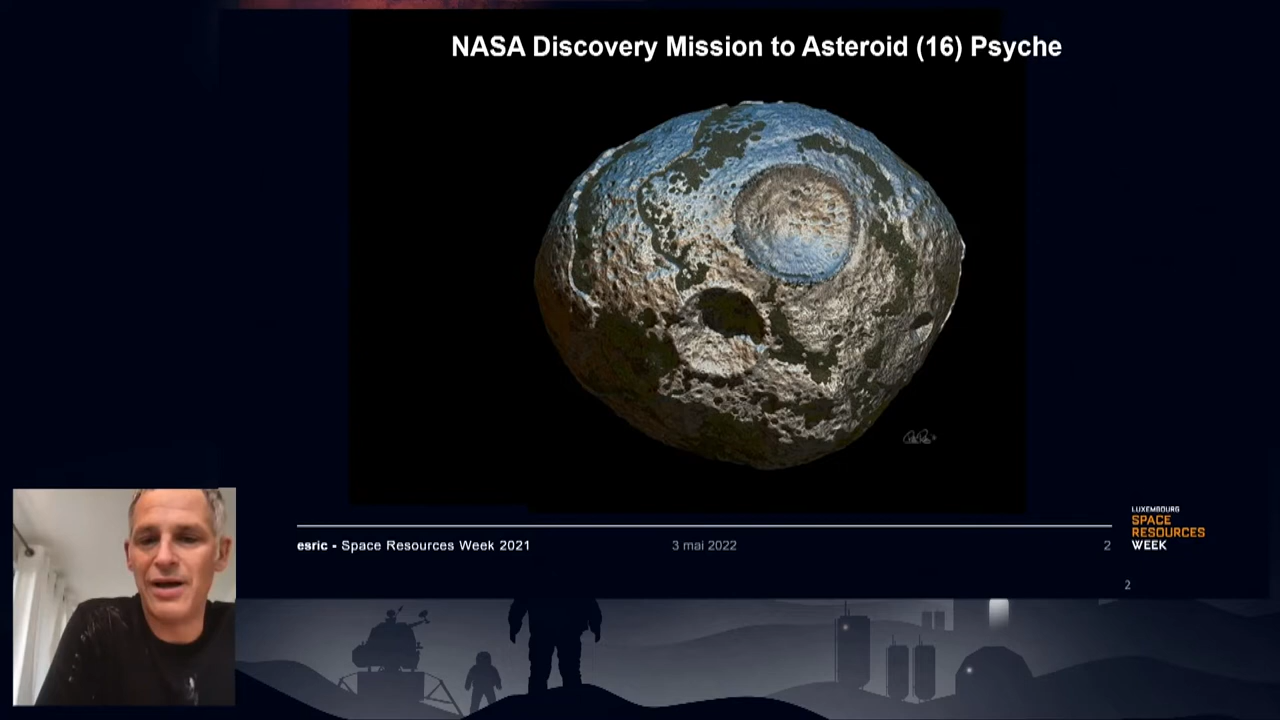 NASA Discovery Mission to Asteroid (16) Psyche
esric - Space Resources Week 2021
3 mai 2022
2
LUXEMBOURG
SPACE
RESOURCES
WEEK
2